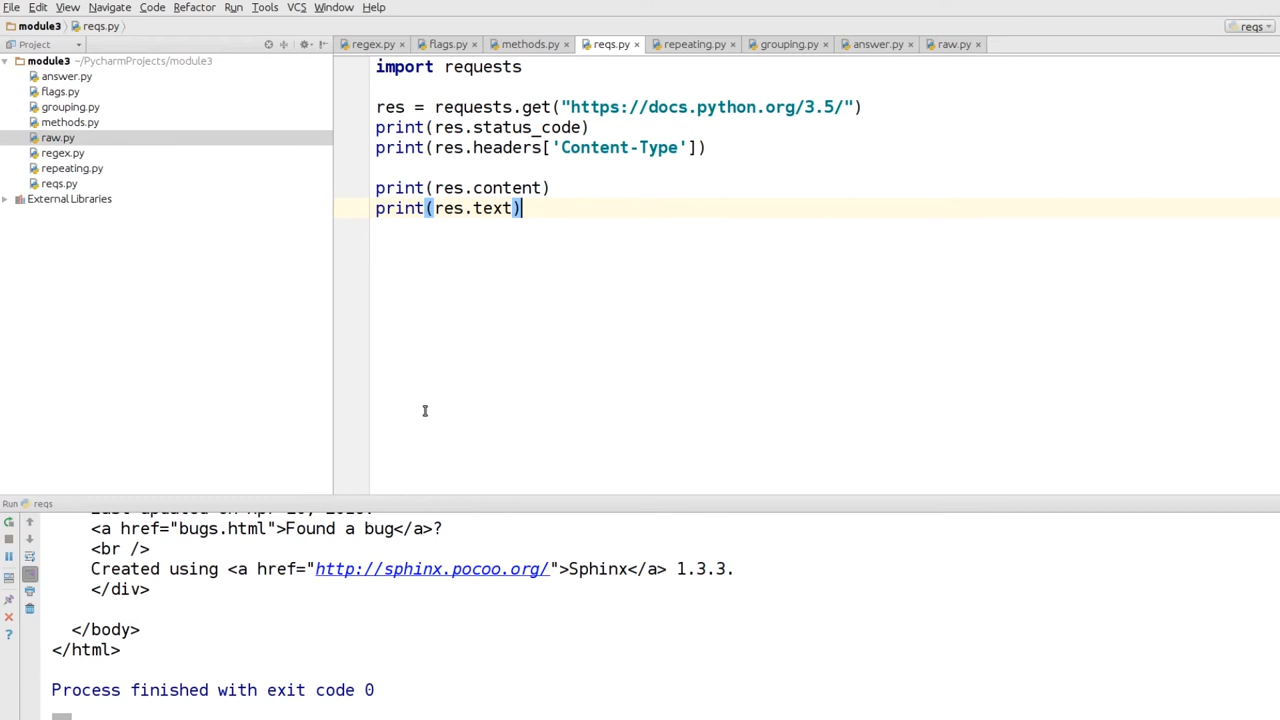 File Edit View Navigate Code Refactor Run Tools VCS Window Help
module3 reqs.py reqs
Project
regex.py flags.py methods.py reqs.py repeating.py grouping.py answer.py raw.py
module3 ~/PycharmProjects/module3
answer.py
flags.py
grouping.py
methods.py
raw.py
regex.py
repeating.py
reqs.py
External Libraries
import requests
res = requests.get("https://docs.python.org/3.5/")
print(res.status_code)
print(res.headers['Content-Type'])
print(res.content)
print(res.text)
Run reqs
<a href="bugs.html">Found a bug</a>?
<br />
Created using <a href="http://sphinx.pocoo.org/">Sphinx</a> 1.3.3.
</div>
</body>
</html>
Process finished with exit code 0